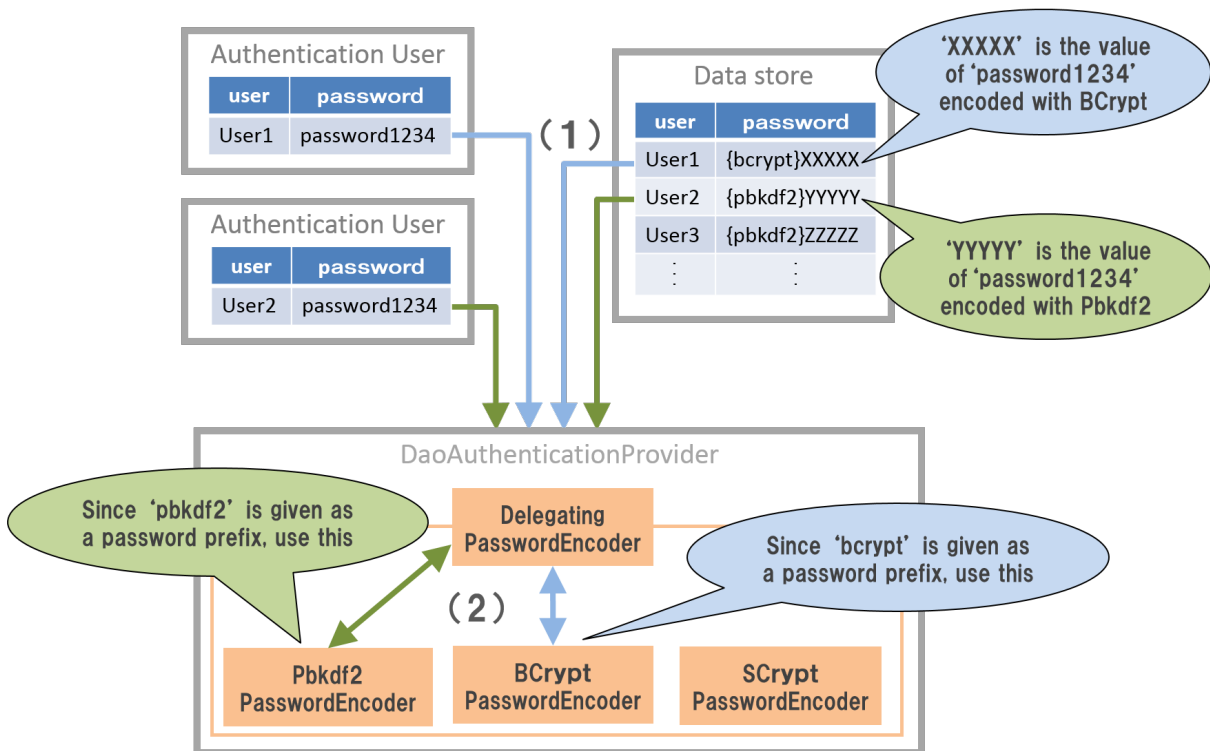 Authentication User
user password
User1 password1234
Authentication User
user password
User2 password1234
(1)
Data store
user password
User1 {bcrypt}XXXXX
User2 {pbkdf2}YYYYY
User3 {pbkdf2}ZZZZZ
⋮ ⋮
‘XXXXX’ is the value
of ‘password1234’
encoded with BCrypt
‘YYYYY’ is the value
of ‘password1234’
encoded with Pbkdf2
DaoAuthenticationProvider
Since ‘pbkdf2’ is given as
a password prefix, use this
Delegating
PasswordEncoder
Since ‘bcrypt’ is given as
a password prefix, use this
(2)
Pbkdf2
PasswordEncoder
BCrypt
PasswordEncoder
SCrypt
PasswordEncoder